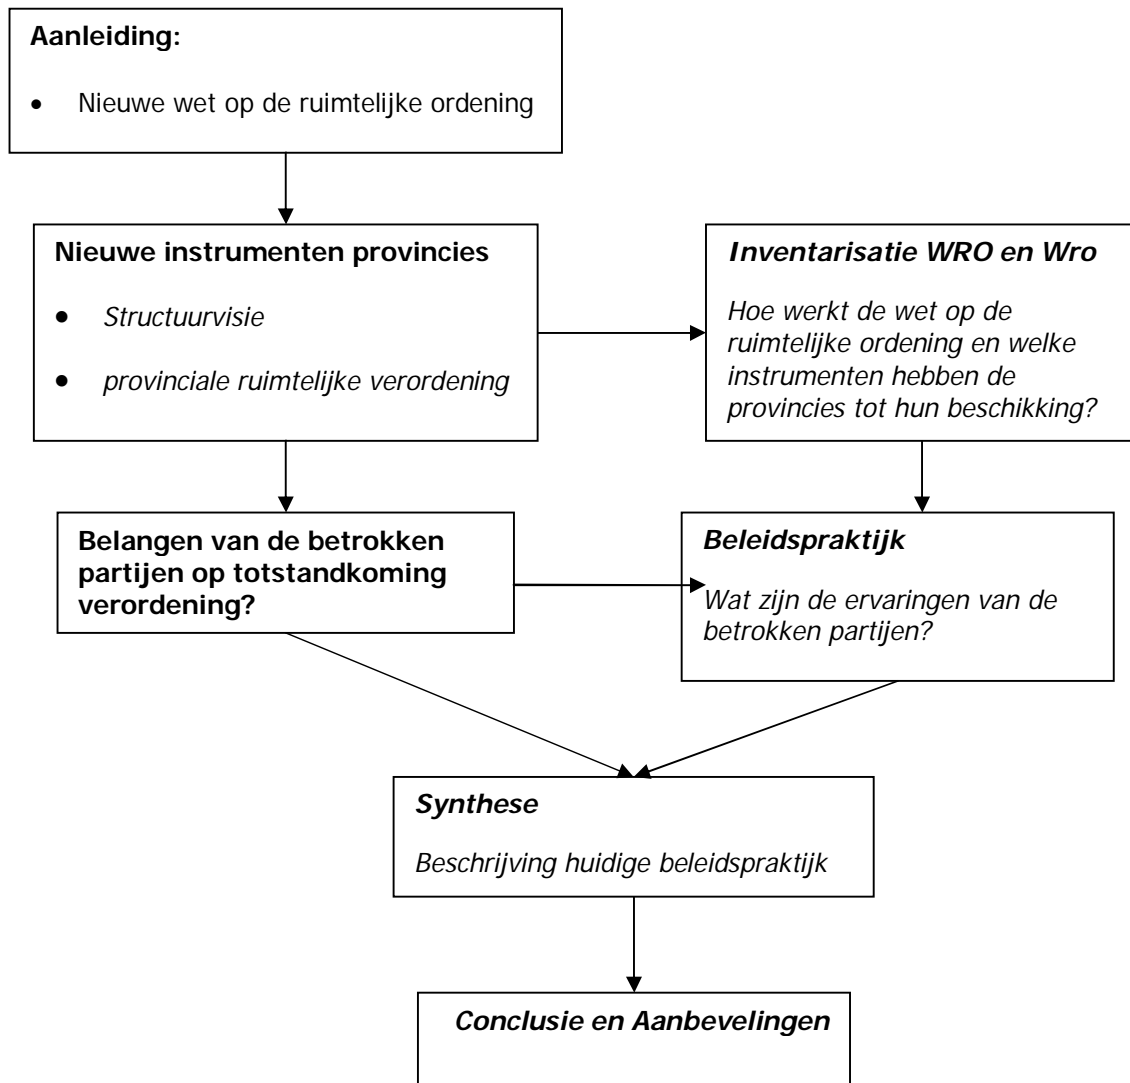 Aanleiding:
• Nieuwe wet op de ruimtelijke ordening
Nieuwe instrumenten provincies
• Structuurvisie
• provinciale ruimtelijke verordening
Inventarisatie WRO en Wro
Hoe werkt de wet op de
ruimtelijke ordening en welke
instrumenten hebben de
provincies tot hun beschikking?
Belangen van de betrokken
partijen op totstandkoming
verordening?
Beleidspraktijk
Wat zijn de ervaringen van de
betrokken partijen?
Synthese
Beschrijving huidige beleidspraktijk
Conclusie en Aanbevelingen